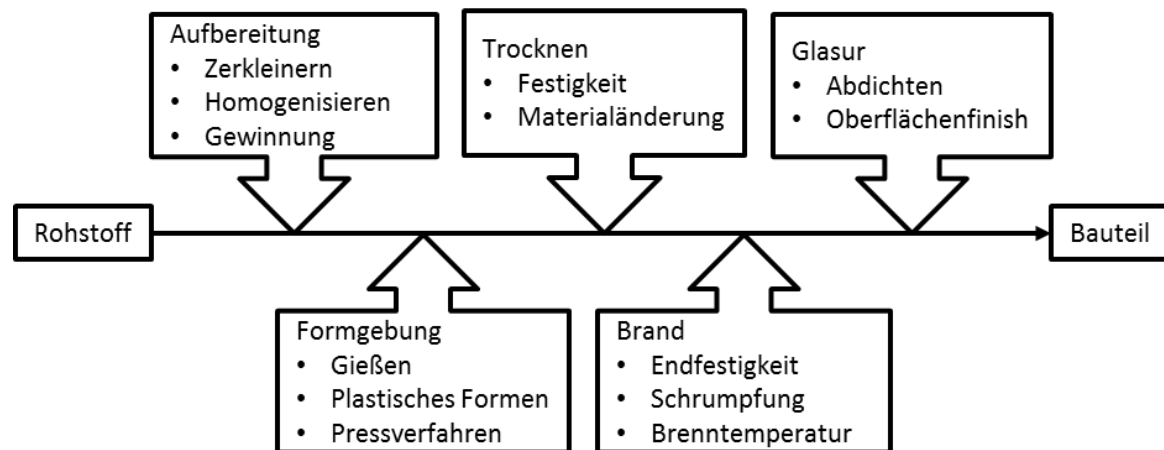 Aufbereitung
• Zerkleinern
• Homogenisieren
• Gewinnung
Trocknen
• Festigkeit
• Materialänderung
Glasur
• Abdichten
• Oberflächenfinish
Rohstoff
Bauteil
Formgebung
• Gießen
• Plastisches Formen
• Pressverfahren
Brand
• Endfestigkeit
• Schrumpfung
• Brenntemperatur